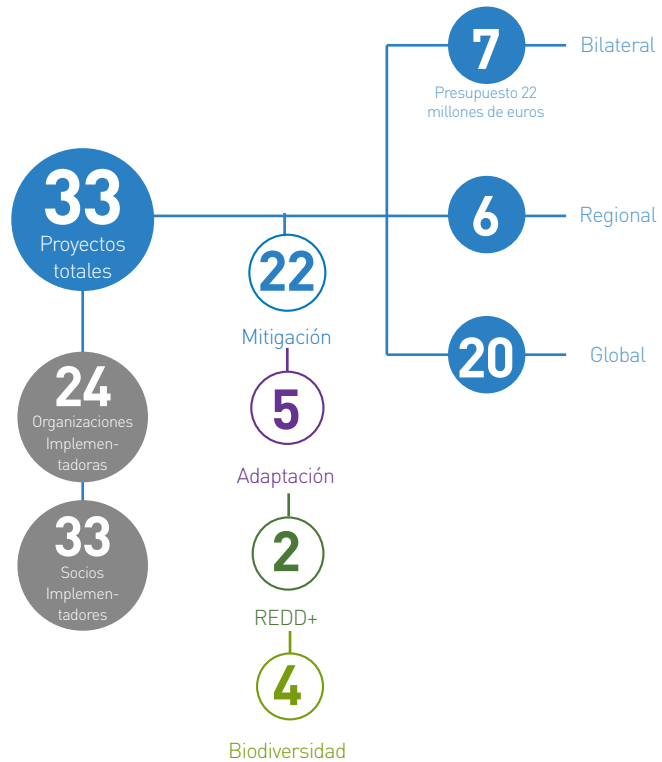 33
Proyectos
totales
24
Organizaciones
Implemen-
tadoras
33
Socios
Implemen-
tadores
22
Mitigación
5
Adaptación
2
REDD+
4
Biodiversidad
7
Bilateral
Presupuesto 22
millones de euros
6
Regional
20
Global